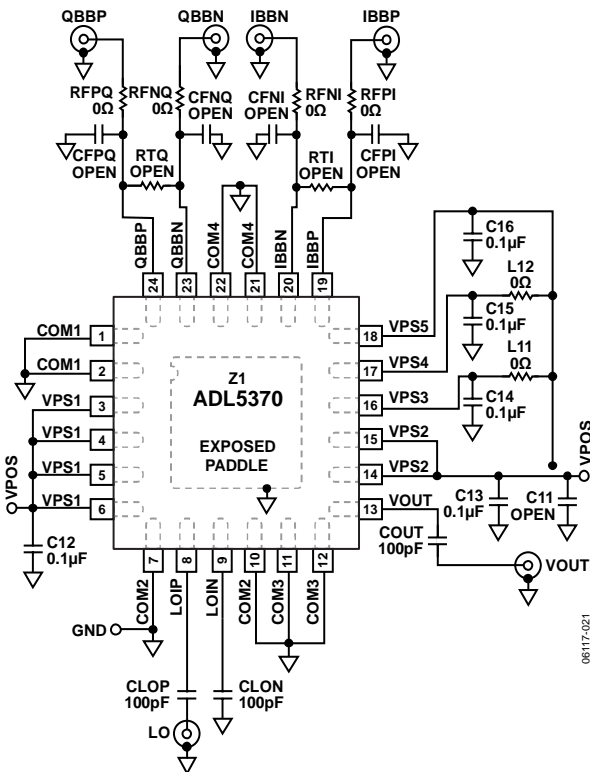 QBBP
QBBN
IBBN
IBBP
RFPQ
0Ω
RFNQ
0Ω
CFNQ
OPEN
CFNI
OPEN
RFNI
0Ω
RFPI
0Ω
CFPQ
OPEN
RTQ
OPEN
RTI
OPEN
CFPI
OPEN
QBBP
QBBN
COM4
COM4
IBBN
IBBP
24
23
22
21
20
19
C16
0.1µF
L12
0Ω
C15
0.1µF
L11
0Ω
C14
0.1µF
COM1 1
COM1 2
VPS1 3
VPS1 4
VPS1 5
VPS1 6
VPOS
C12
0.1µF
Z1
ADL5370
EXPOSED
PADDLE
18 VPS5
17 VPS4
16 VPS3
15 VPS2
14 VPS2
13 VOUT
VPOS
C13
0.1µF
C11
OPEN
COUT
100pF
VOUT
7
8
9
10
11
12
COM2
LOIP
LOIN
COM2
COM3
COM3
GND
CLOP
100pF
CLON
100pF
LO
06117-021